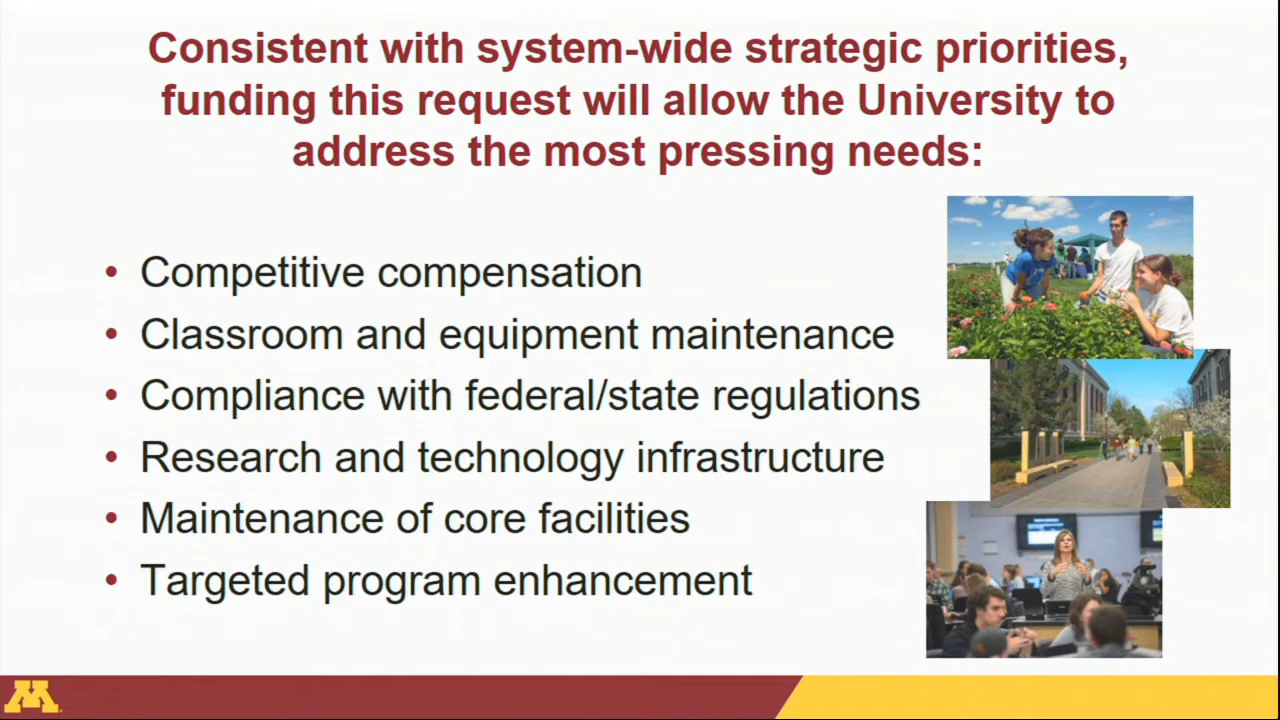 Consistent with system-wide strategic priorities,
funding this request will allow the University to
address the most pressing needs:
• Competitive compensation
• Classroom and equipment maintenance
• Compliance with federal/state regulations
• Research and technology infrastructure
• Maintenance of core facilities
• Targeted program enhancement
M